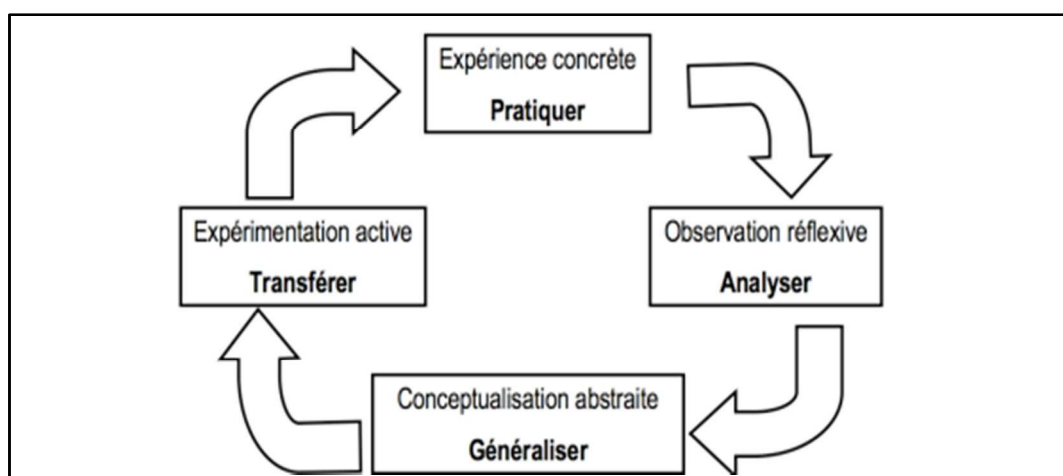 Expérience concrète
Pratiquer
Expérimentation active
Transférer
Observation réflexive
Analyser
Conceptualisation abstraite
Généraliser